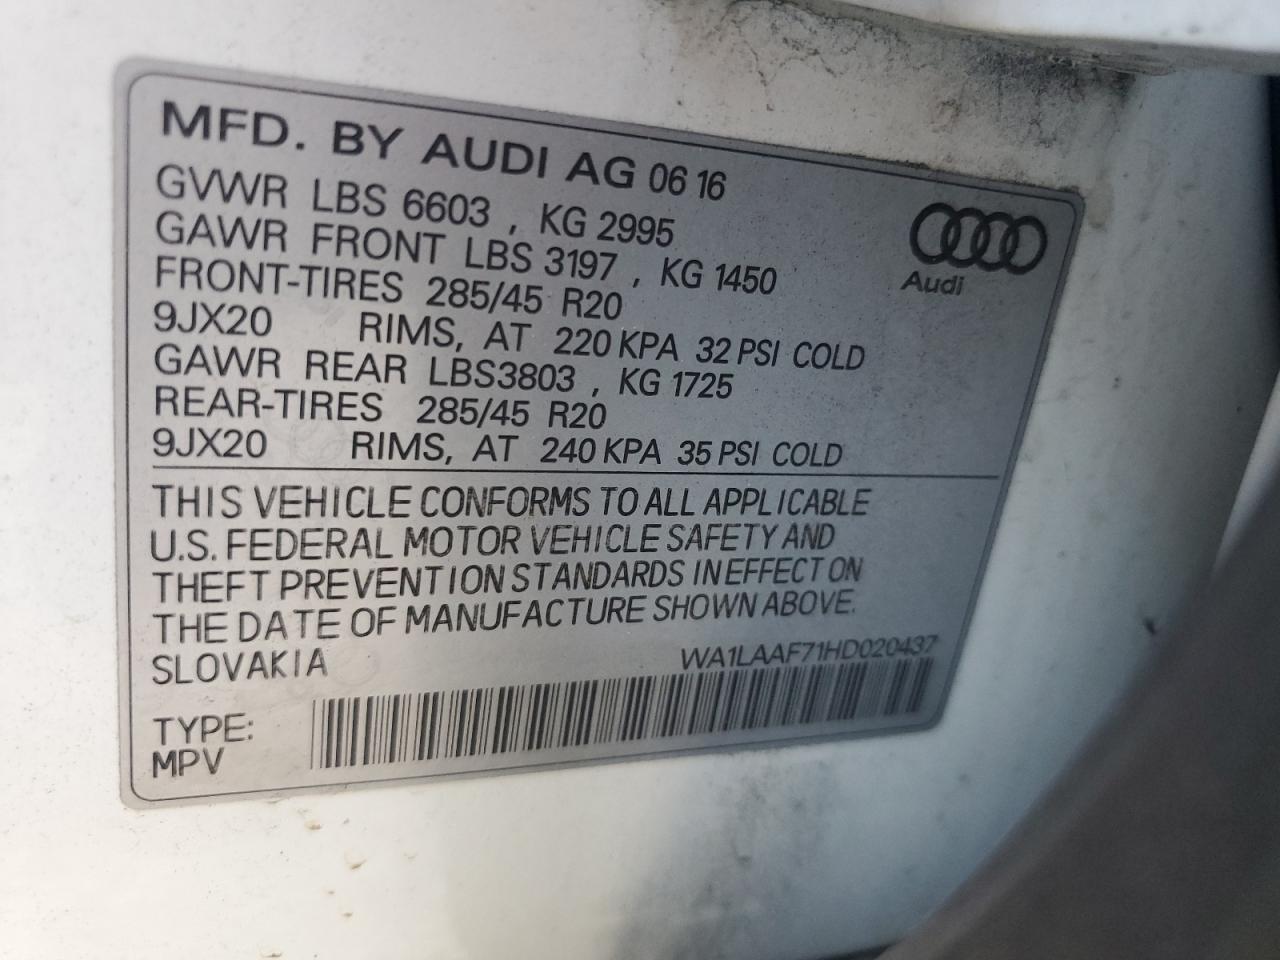 MFD. BY AUDI AG 06 16
GVWR LBS 6603 , KG 2995
GAWR FRONT LBS 3197 , KG 1450
FRONT-TIRES 285/45 R20
9JX20 RIMS, AT 220 KPA 32 PSI COLD
GAWR REAR LBS3803 , KG 1725
REAR-TIRES 285/45 R20
9JX20 RIMS, AT 240 KPA 35 PSI COLD
Audi
THIS VEHICLE CONFORMS TO ALL APPLICABLE
U.S. FEDERAL MOTOR VEHICLE SAFETY AND
THEFT PREVENTION STANDARDS IN EFFECT ON
THE DATE OF MANUFACTURE SHOWN ABOVE.
SLOVAKIA WA1LAAF71HD020437
TYPE:
MPV